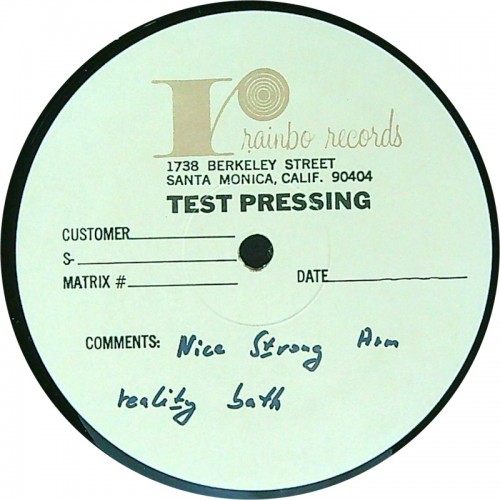 r
rainbo records
1738 BERKELEY STREET
SANTA MONICA, CALIF. 90404
TEST PRESSING
CUSTOMER
S-
MATRIX #
DATE
COMMENTS: Nice Strong Arm
reality bath